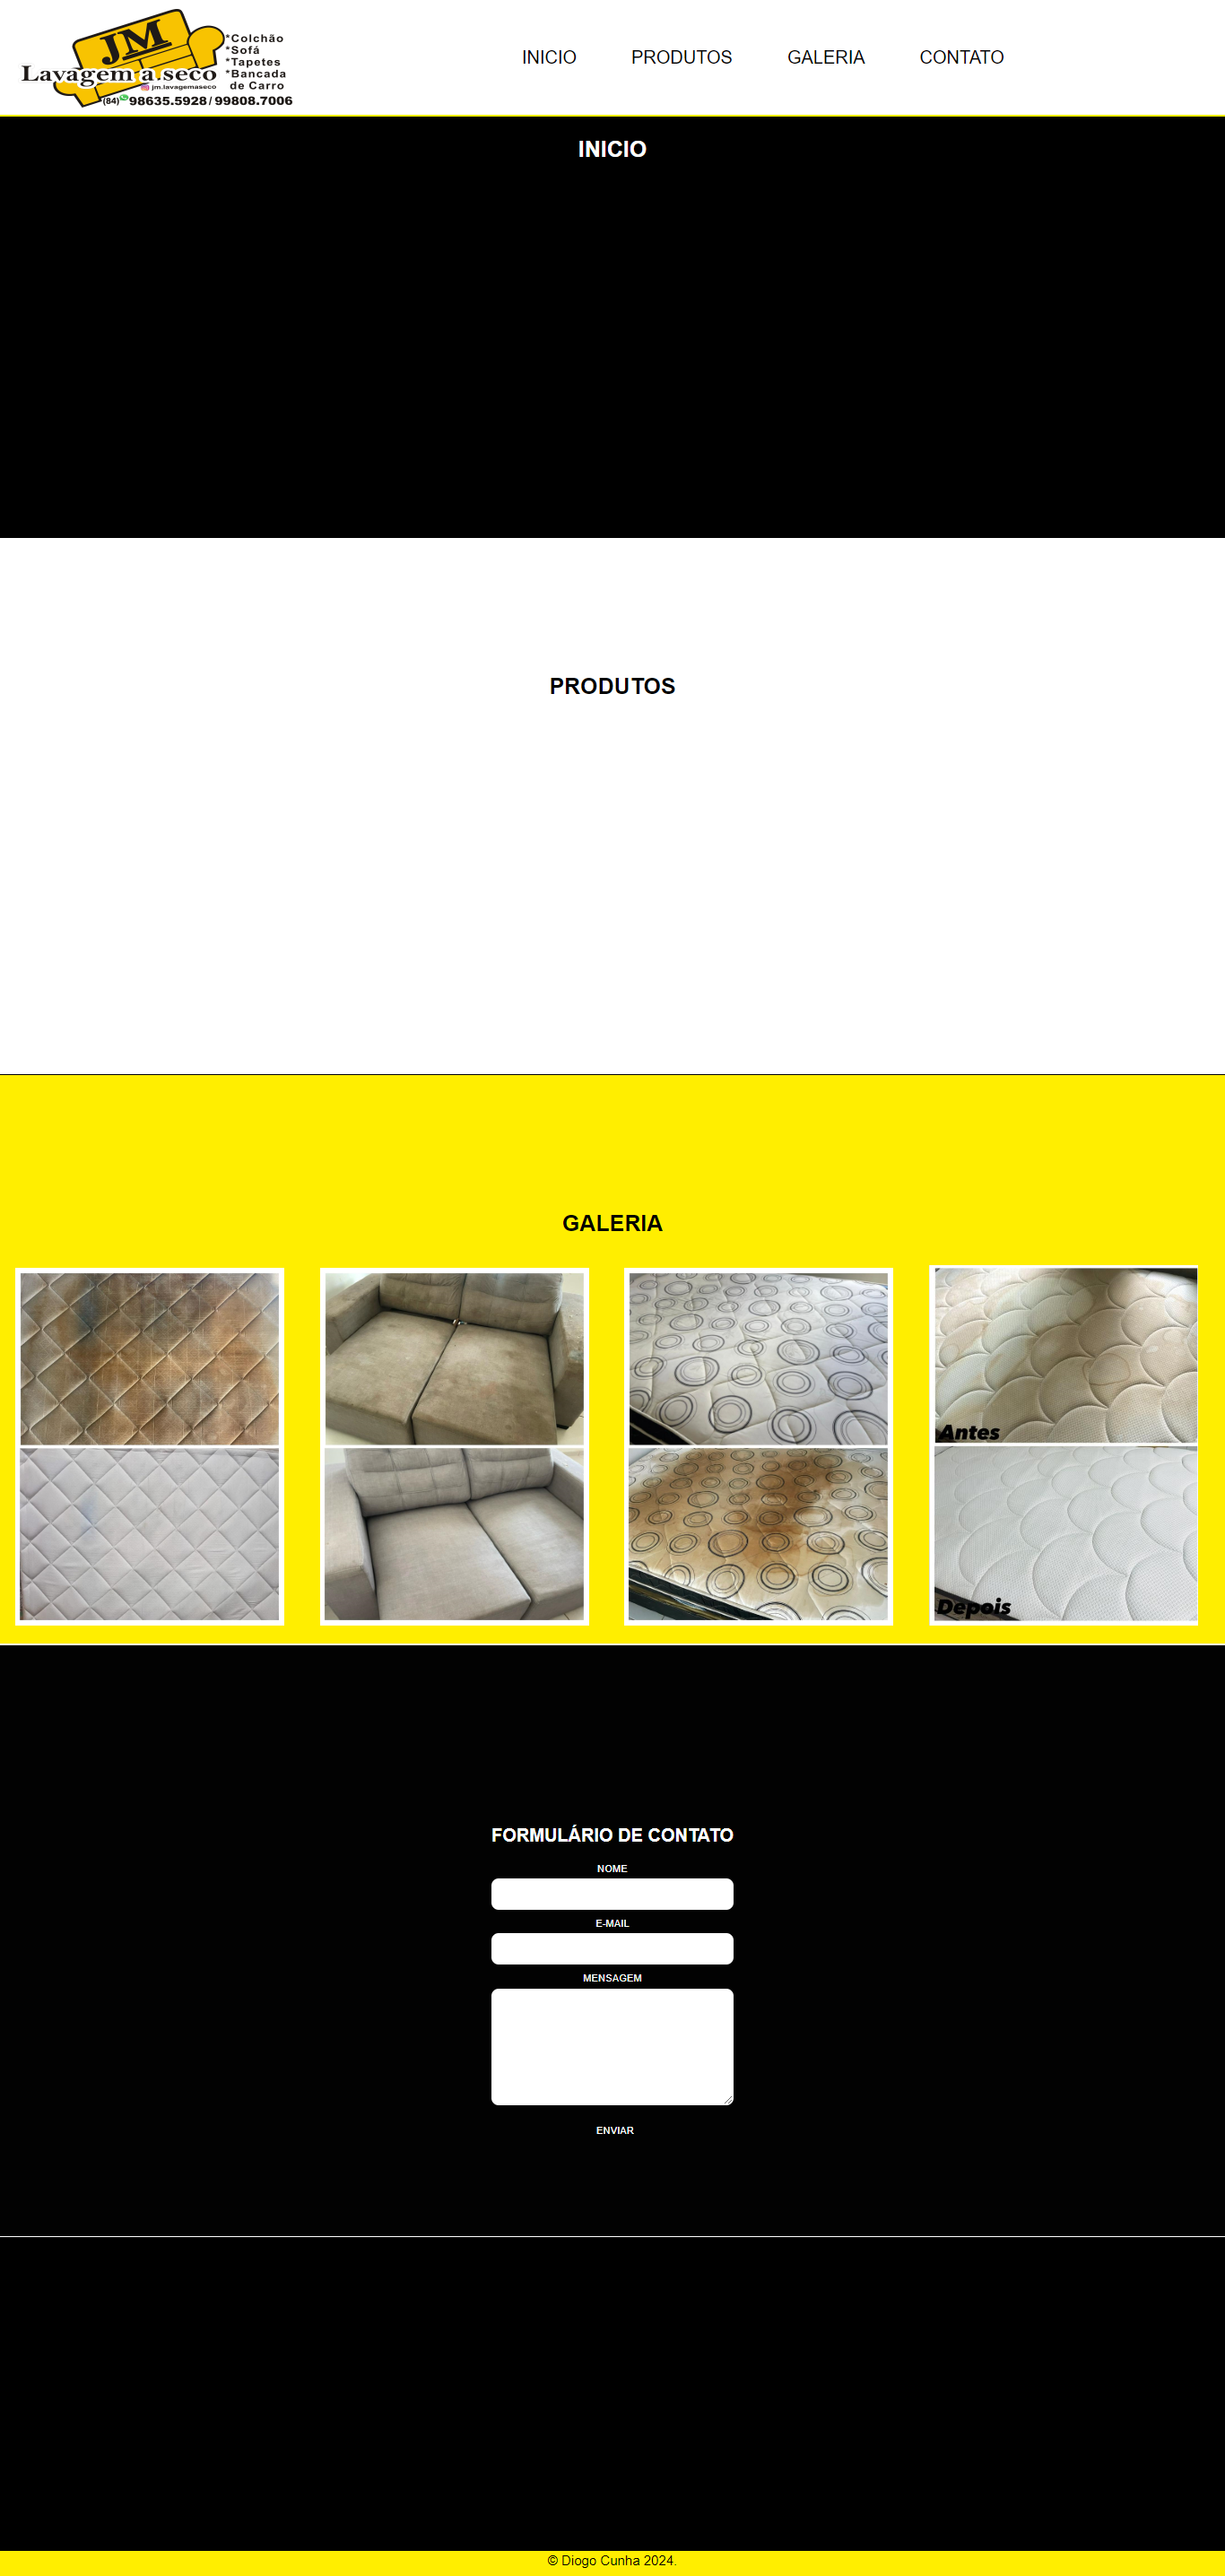 JM
Lavagem a seco
*Colchão
*Sofá
*Tapetes
*Bancada
de Carro
jm.lavagemaseco
(84) 98635.5928 / 99808.7006
INICIO PRODUTOS GALERIA CONTATO
INICIO
PRODUTOS
GALERIA
Antes
Depois
FORMULÁRIO DE CONTATO
NOME
E-MAIL
MENSAGEM
ENVIAR
© Diogo Cunha 2024.